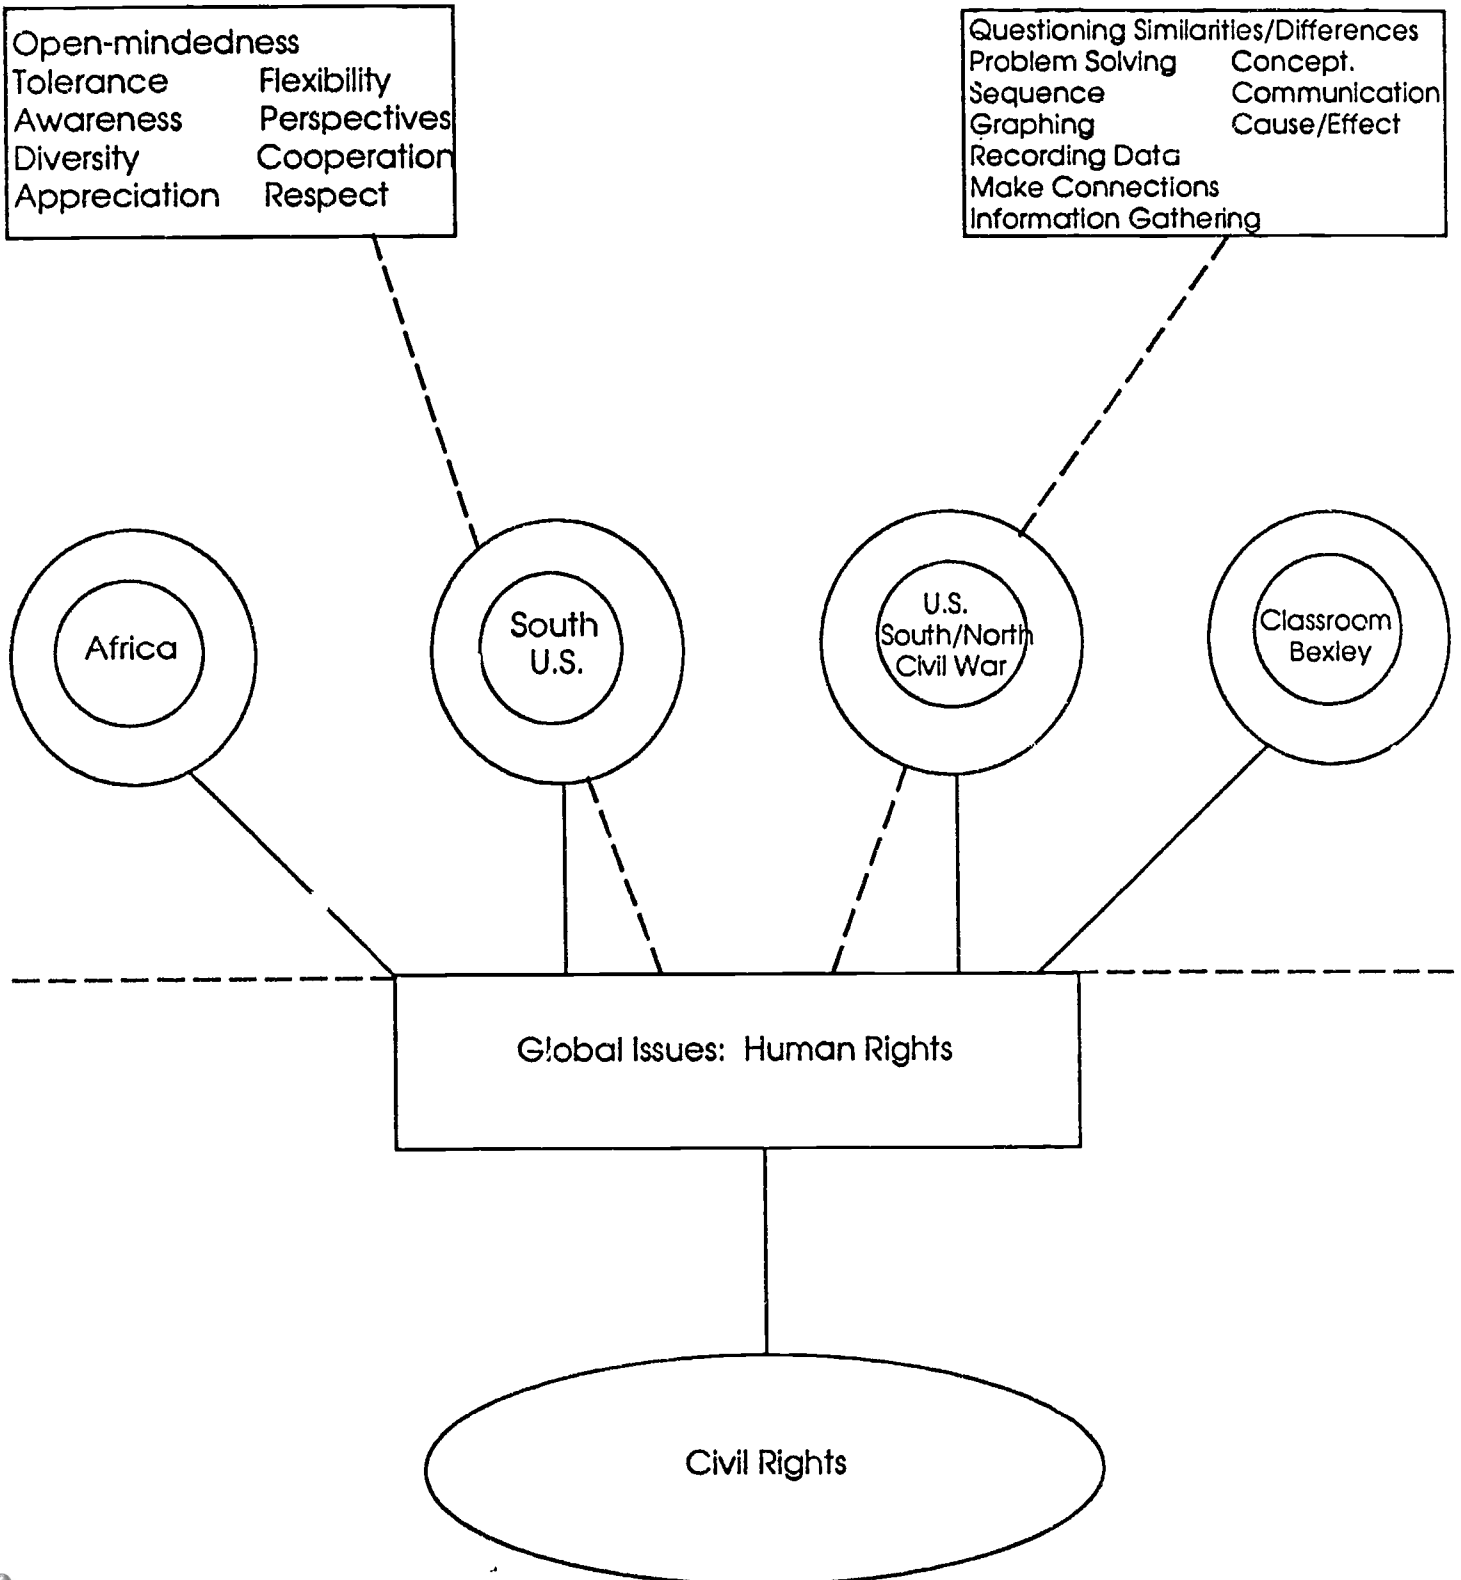 Open-mindedness
Tolerance Flexibility
Awareness Perspectives
Diversity Cooperation
Appreciation Respect
Questioning Similarities/Differences
Problem Solving Concept.
Sequence Communication
Graphing Cause/Effect
Recording Data
Make Connections
Information Gathering
Africa
South
U.S.
U.S.
South/North
Civil War
Classroom
Bexley
Global Issues: Human Rights
Civil Rights